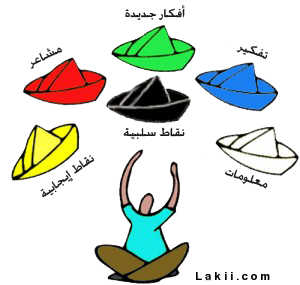 أفكار جديدة
مشاعر
تفكير
نقاط سلبية
نقاط إيجابية
معلومات
Lakii.com